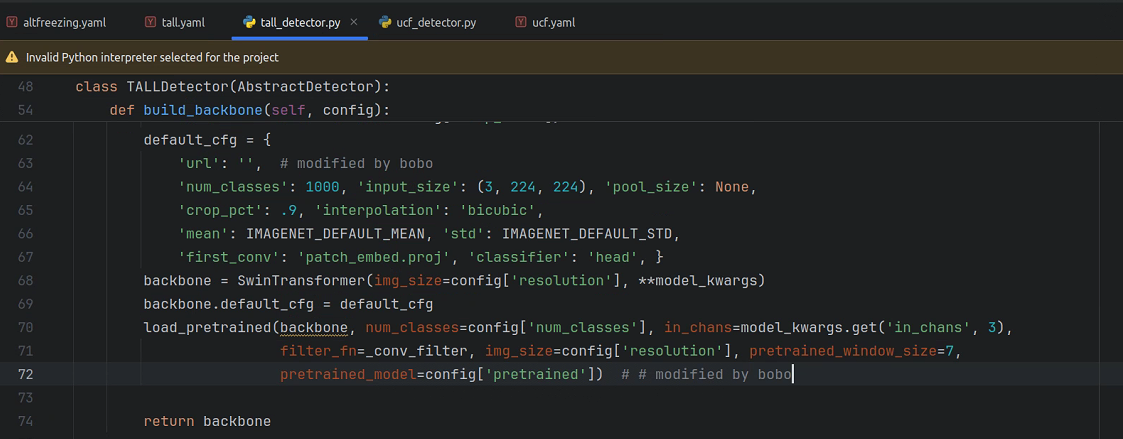 altfreezing.yaml tall.yaml tall_detector.py ucf_detector.py ucf.yaml
Invalid Python interpreter selected for the project
48 class TALLDetector(AbstractDetector):
54 def build_backbone(self, config):
62 default_cfg = {
63 'url': '',  # modified by bobo
64 'num_classes': 1000, 'input_size': (3, 224, 224), 'pool_size': None,
65 'crop_pct': .9, 'interpolation': 'bicubic',
66 'mean': IMAGENET_DEFAULT_MEAN, 'std': IMAGENET_DEFAULT_STD,
67 'first_conv': 'patch_embed.proj', 'classifier': 'head', }
68 backbone = SwinTransformer(img_size=config['resolution'], **model_kwargs)
69 backbone.default_cfg = default_cfg
70 load_pretrained(backbone, num_classes=config['num_classes'], in_chans=model_kwargs.get('in_chans', 3),
71 filter_fn=_conv_filter, img_size=config['resolution'], pretrained_window_size=7,
72 pretrained_model=config['pretrained'])  # # modified by bobo
73
74 return backbone